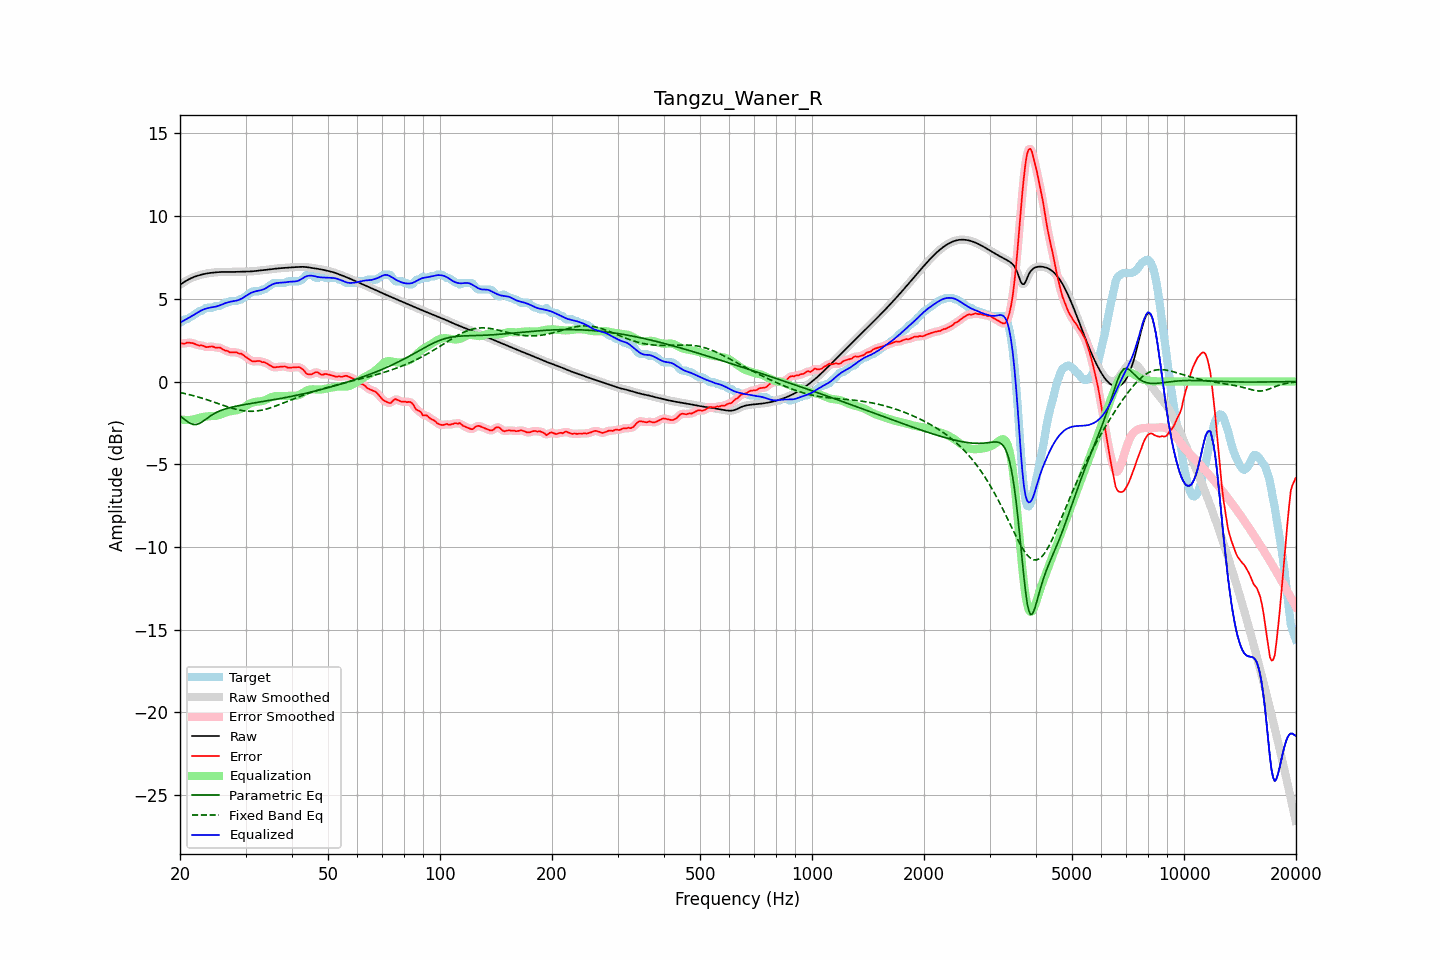 Tangzu_Waner_R
15
10
5
0
−5
−10
−15
−20
−25
Amplitude (dBr)
Target
Raw Smoothed
Error Smoothed
Raw
Error
Equalization
Parametric Eq
Fixed Band Eq
Equalized
20 50 100 200 500 1000 2000 5000 10000 20000
Frequency (Hz)